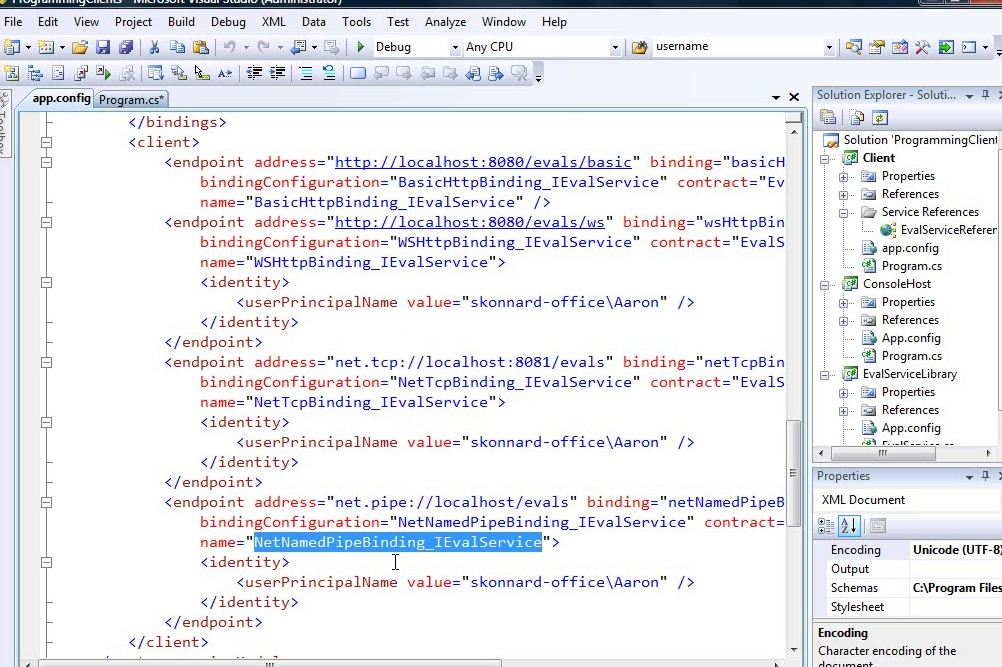 ProgrammingClients - Microsoft Visual Studio (Administrator)
File Edit View Project Build Debug XML Data Tools Test Analyze Window Help
Debug Any CPU username
app.config Program.cs*
</bindings>
<client>
<endpoint address="http://localhost:8080/evals/basic" binding="basicH
bindingConfiguration="BasicHttpBinding_IEvalService" contract="Ev
name="BasicHttpBinding_IEvalService" />
<endpoint address="http://localhost:8080/evals/ws" binding="wsHttpBin
bindingConfiguration="WSHttpBinding_IEvalService" contract="EvalS
name="WSHttpBinding_IEvalService">
<identity>
<userPrincipalName value="skonnard-office\Aaron" />
</identity>
</endpoint>
<endpoint address="net.tcp://localhost:8081/evals" binding="netTcpBin
bindingConfiguration="NetTcpBinding_IEvalService" contract="EvalS
name="NetTcpBinding_IEvalService">
<identity>
<userPrincipalName value="skonnard-office\Aaron" />
</identity>
</endpoint>
<endpoint address="net.pipe://localhost/evals" binding="netNamedPipeB
bindingConfiguration="NetNamedPipeBinding_IEvalService" contract=
name="NetNamedPipeBinding_IEvalService">
<identity>
<userPrincipalName value="skonnard-office\Aaron" />
</identity>
</endpoint>
</client>
Toolbox
Solution Explorer - Soluti...
Solution 'ProgrammingClient
Client
Properties
References
Service References
EvalServiceReferen
app.config
Program.cs
ConsoleHost
Properties
References
App.config
Program.cs
EvalServiceLibrary
Properties
References
App.config
EvalService.cs
Properties
XML Document
Encoding Unicode (UTF-8)
Output
Schemas C:\Program Files
Stylesheet
Encoding
Character encoding of the
document.